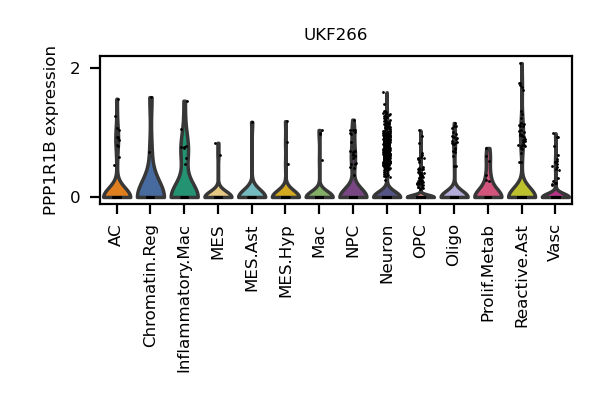 UKF266
PPP1R1B expression
2
0
AC
Chromatin.Reg
Inflammatory.Mac
MES
MES.Ast
MES.Hyp
Mac
NPC
Neuron
OPC
Oligo
Prolif.Metab
Reactive.Ast
Vasc